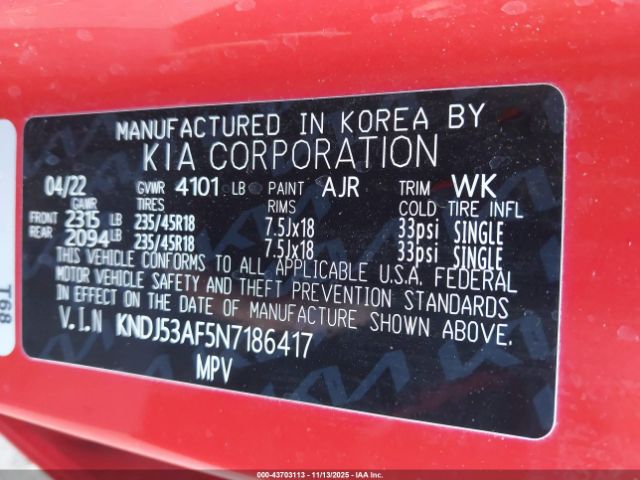 MANUFACTURED IN KOREA BY
KIA CORPORATION
04/22 GVWR 4101 LB PAINT AJR TRIM WK
GAWR TIRES RIMS COLD TIRE INFL
FRONT 2315 LB 235/45R18 7.5Jx18 33psi SINGLE
REAR 2094 LB 235/45R18 7.5Jx18 33psi SINGLE
THIS VEHICLE CONFORMS TO ALL APPLICABLE U.S.A. FEDERAL
MOTOR VEHICLE SAFETY AND THEFT PREVENTION STANDARDS
IN EFFECT ON THE DATE OF MANUFACTURE SHOWN ABOVE.
V.I.N KNDJ53AF5N7186417
MPV
T68
000-43703113 - 11/13/2025 - IAA Inc.